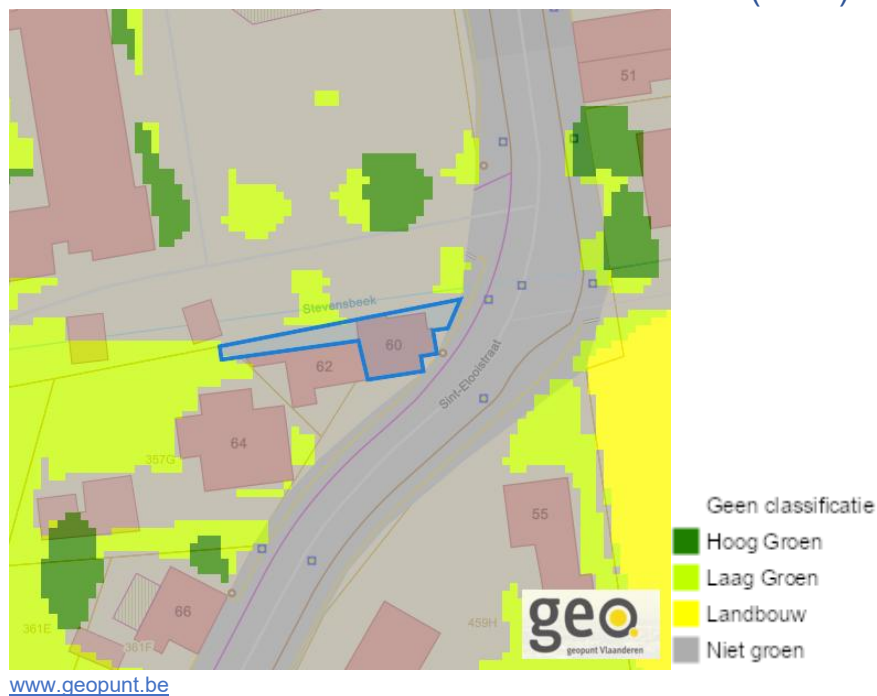 51
Stevensbeek
60
62
Sint-Elooistraat
64
357G
55
66
361E
361F
459H
geo
geopunt Vlaanderen
Geen classificatie
Hoog Groen
Laag Groen
Landbouw
Niet groen
www.geopunt.be